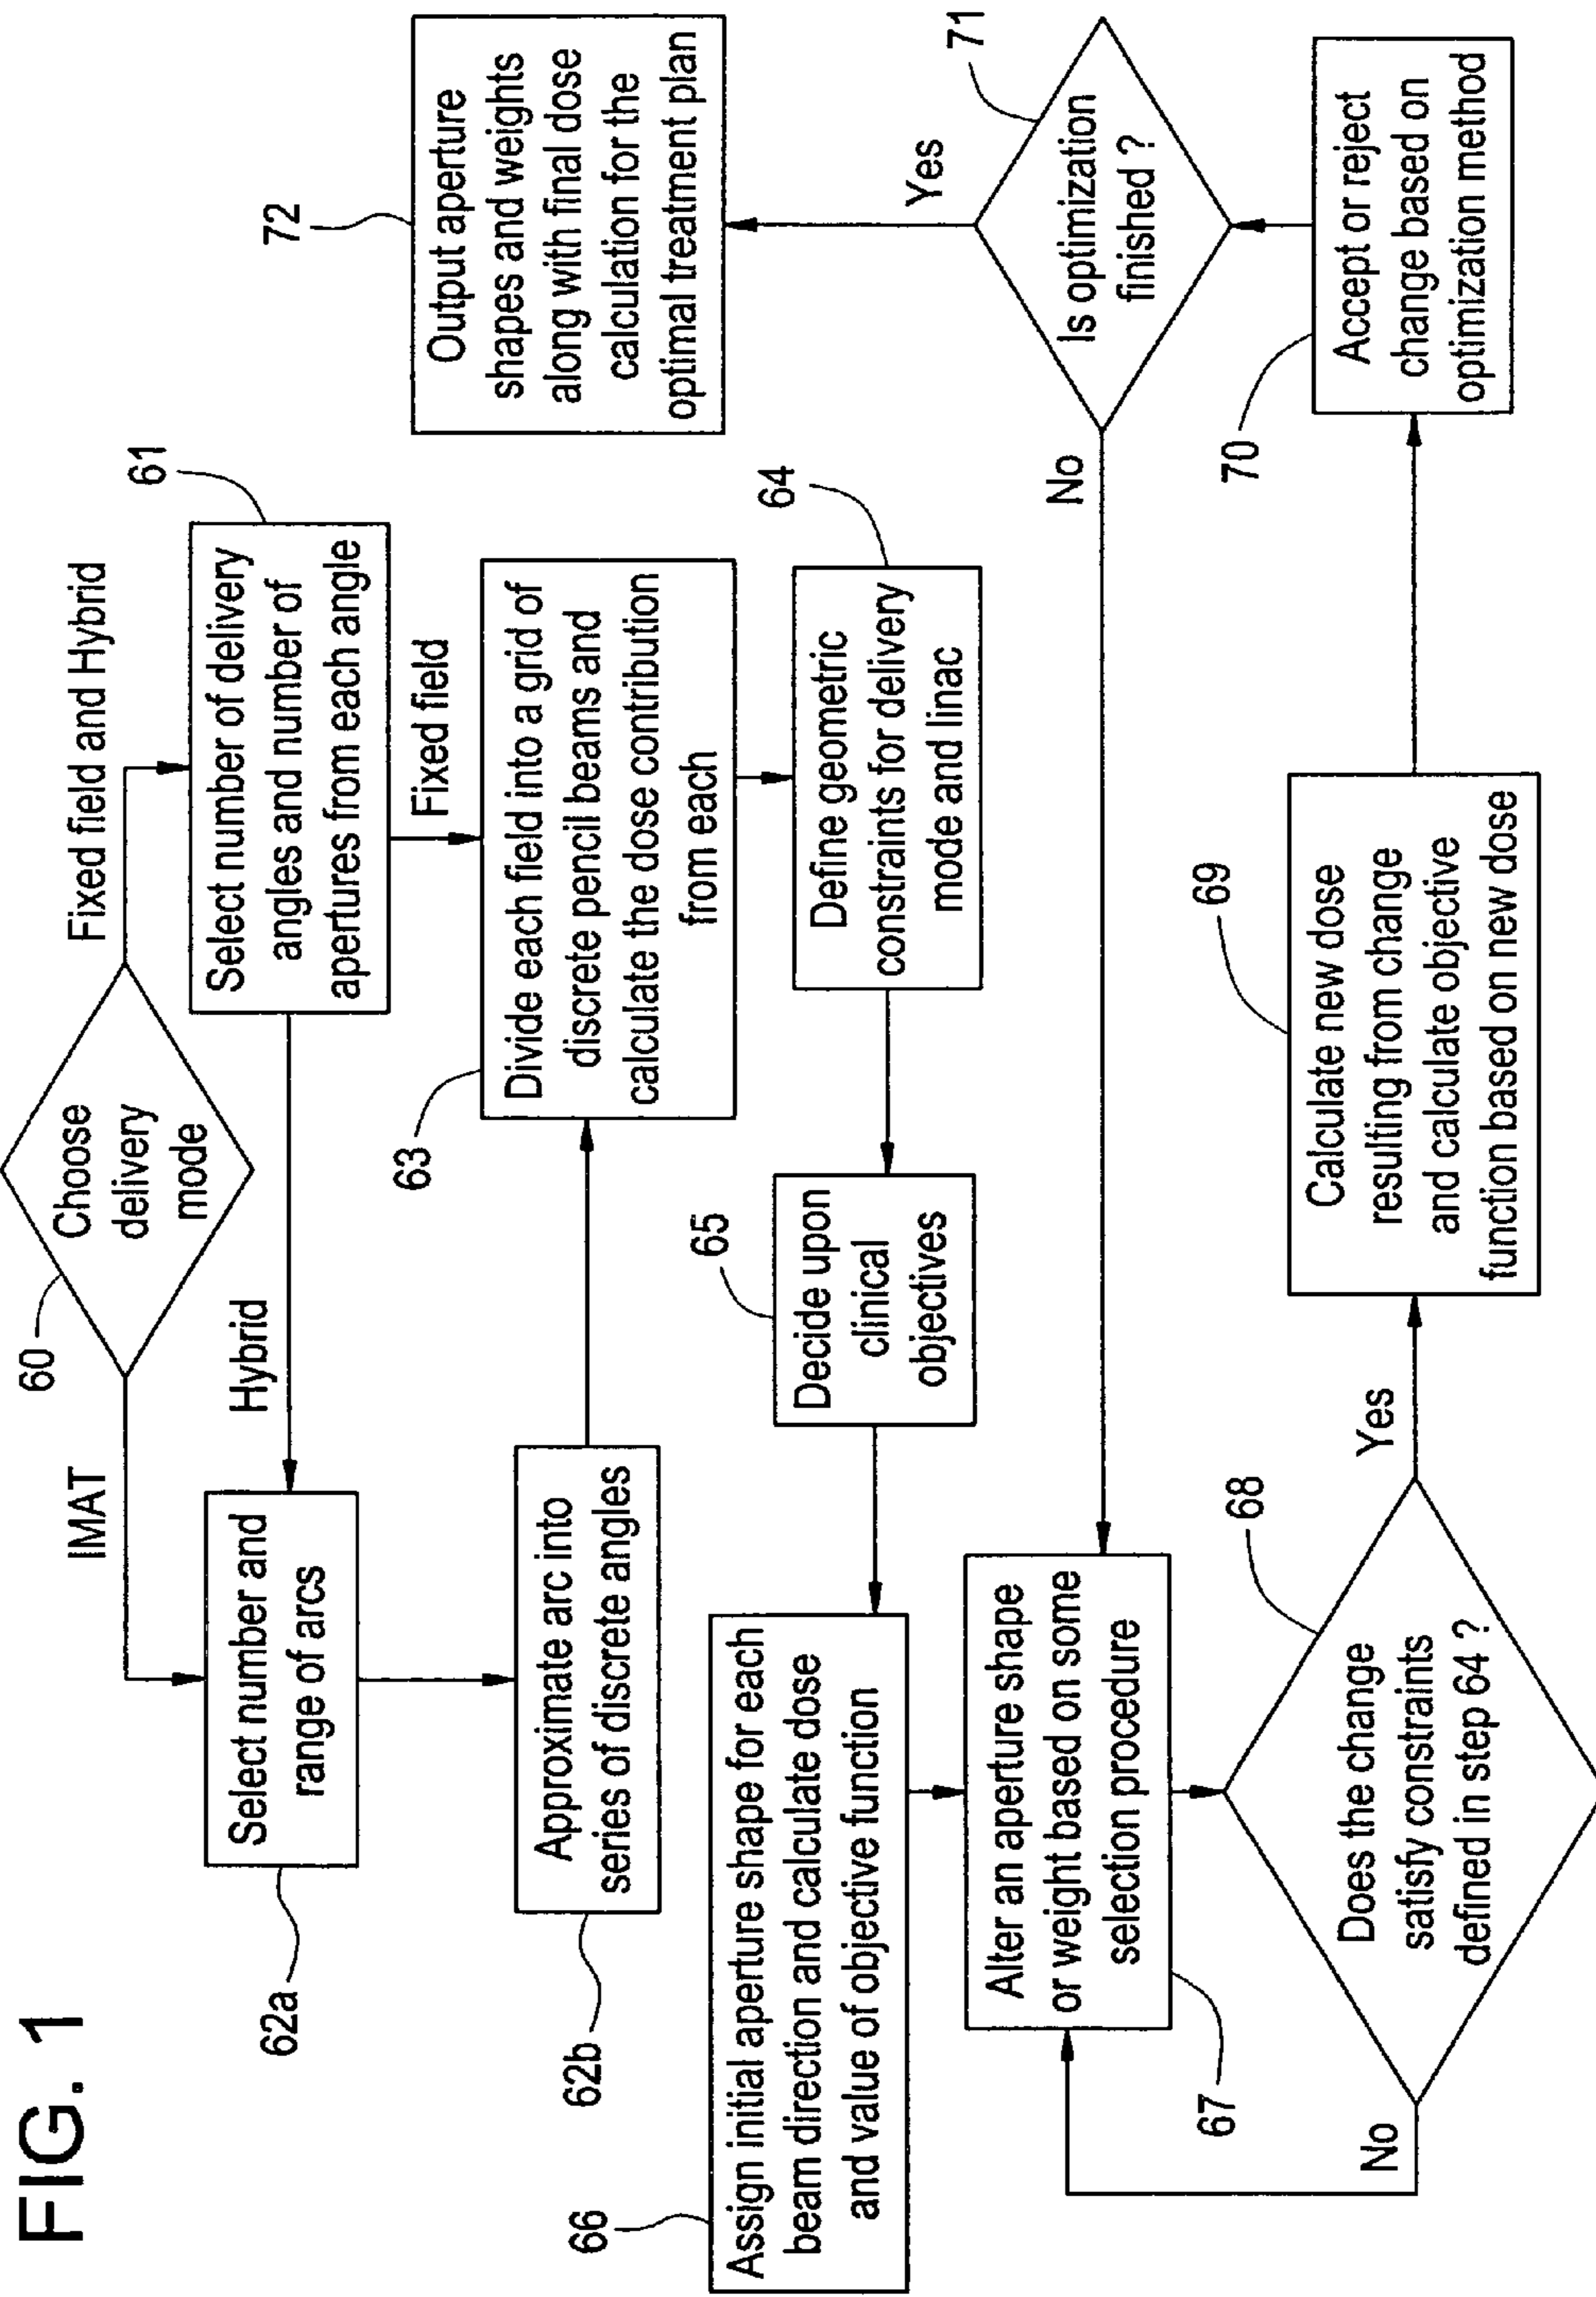 FIG. 1
60
Choose
delivery
mode
IMAT
Fixed field and Hybrid
61
Select number of delivery
angles and number of
apertures from each angle
Hybrid
Fixed field
62a
Select number and
range of arcs
62b
Approximate arc into
series of discrete angles
63
Divide each field into a grid of
discrete pencil beams and
calculate the dose contribution
from each
64
Define geometric
constraints for delivery
mode and linac
65
Decide upon
clinical
objectives
66
Assign initial aperture shape for each
beam direction and calculate dose
and value of objective function
67
Alter an aperture shape
or weight based on some
selection procedure
68
Does the change
satisfy constraints
defined in step 64 ?
No
Yes
69
Calculate new dose
resulting from change
and calculate objective
function based on new dose
70
Accept or reject
change based on
optimization method
71
Is optimization
finished ?
No
Yes
72
Output aperture
shapes and weights
along with final dose
calculation for the
optimal treatment plan